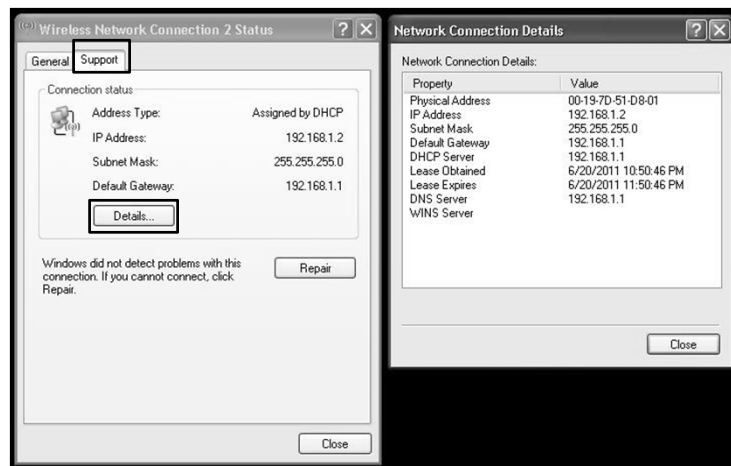 Wireless Network Connection 2 Status
General Support
Connection status
Address Type: Assigned by DHCP
IP Address: 192.168.1.2
Subnet Mask: 255.255.255.0
Default Gateway: 192.168.1.1
Details...
Windows did not detect problems with this
connection. If you cannot connect, click
Repair.
Repair
Close
Network Connection Details
Network Connection Details:
Property Value
Physical Address 00-19-7D-51-D8-01
IP Address 192.168.1.2
Subnet Mask 255.255.255.0
Default Gateway 192.168.1.1
DHCP Server 192.168.1.1
Lease Obtained 6/20/2011 10:50:46 PM
Lease Expires 6/20/2011 11:50:46 PM
DNS Server 192.168.1.1
WINS Server
Close